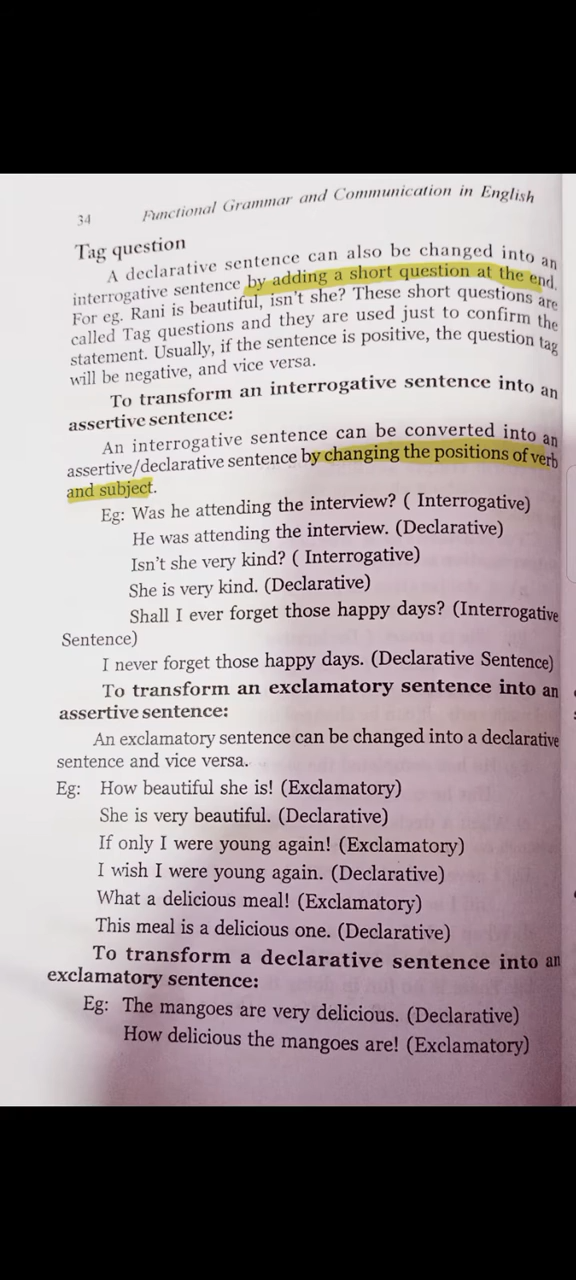 34 Functional Grammar and Communication in English
Tag question
A declarative sentence can also be changed into an
interrogative sentence by adding a short question at the end.
For eg. Rani is beautiful, isn't she? These short questions are
called Tag questions and they are used just to confirm the
statement. Usually, if the sentence is positive, the question tag
will be negative, and vice versa.
To transform an interrogative sentence into an
assertive sentence:
An interrogative sentence can be converted into an
assertive/declarative sentence by changing the positions of verb
and subject.
Eg: Was he attending the interview? ( Interrogative)
He was attending the interview. (Declarative)
Isn't she very kind? ( Interrogative)
She is very kind. (Declarative)
Shall I ever forget those happy days? (Interrogative
Sentence)
I never forget those happy days. (Declarative Sentence)
To transform an exclamatory sentence into an
assertive sentence:
An exclamatory sentence can be changed into a declarative
sentence and vice versa.
Eg: How beautiful she is! (Exclamatory)
She is very beautiful. (Declarative)
If only I were young again! (Exclamatory)
I wish I were young again. (Declarative)
What a delicious meal! (Exclamatory)
This meal is a delicious one. (Declarative)
To transform a declarative sentence into an
exclamatory sentence:
Eg: The mangoes are very delicious. (Declarative)
How delicious the mangoes are! (Exclamatory)